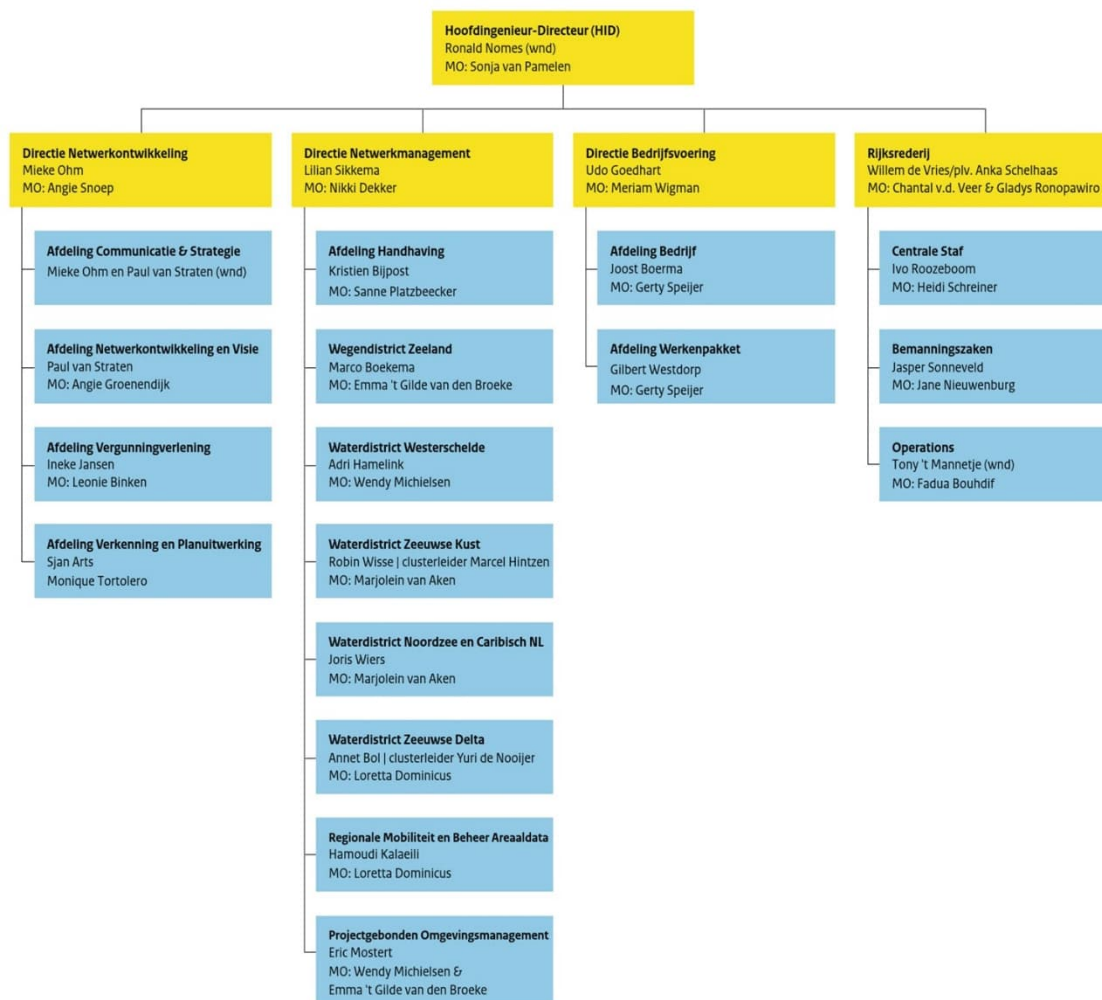 Hoofdingenieur-Directeur (HID)
Ronald Nomes (wnd)
MO: Sonja van Pamelen
Directie Netwerkontwikkeling
Mieke Ohm
MO: Angie Snoep
Afdeling Communicatie & Strategie
Mieke Ohm en Paul van Straten (wnd)
Afdeling Netwerkontwikkeling en Visie
Paul van Straten
MO: Angie Groenendijk
Afdeling Vergunningverlening
Ineke Jansen
MO: Leonie Binken
Afdeling Verkenning en Planuitwerking
Sjan Arts
Monique Tortolero
Directie Netwerkmanagement
Lilian Sikkema
MO: Nikki Dekker
Afdeling Handhaving
Kristien Bijpost
MO: Sanne Platzbeecker
Wegendistrict Zeeland
Marco Boekema
MO: Emma 't Gilde van den Broeke
Waterdistrict Westerschelde
Adri Hamelink
MO: Wendy Michielsen
Waterdistrict Zeeuwse Kust
Robin Wisse | clusterleider Marcel Hintzen
MO: Marjolein van Aken
Waterdistrict Noordzee en Caribisch NL
Joris Wiers
MO: Marjolein van Aken
Waterdistrict Zeeuwse Delta
Annet Bol | clusterleider Yuri de Nooijer
MO: Loretta Dominicus
Regionale Mobiliteit en Beheer Areaaldata
Hamoudi Kalaeili
MO: Loretta Dominicus
Projectgebonden Omgevingsmanagement
Eric Mostert
MO: Wendy Michielsen &
Emma 't Gilde van den Broeke
Directie Bedrijfsvoering
Udo Goedhart
MO: Meriam Wigman
Afdeling Bedrijf
Joost Boerma
MO: Gerty Speijer
Afdeling Werkenpakket
Gilbert Westdorp
MO: Gerty Speijer
Rijksrederij
Willem de Vries/plv. Anka Schelhaas
MO: Chantal v.d. Veer & Gladys Ronopawiro
Centrale Staf
Ivo Roozeboom
MO: Heidi Schreiner
Bemanningszaken
Jasper Sonneveld
MO: Jane Nieuwenburg
Operations
Tony 't Mannetje (wnd)
MO: Fadua Bouhdif